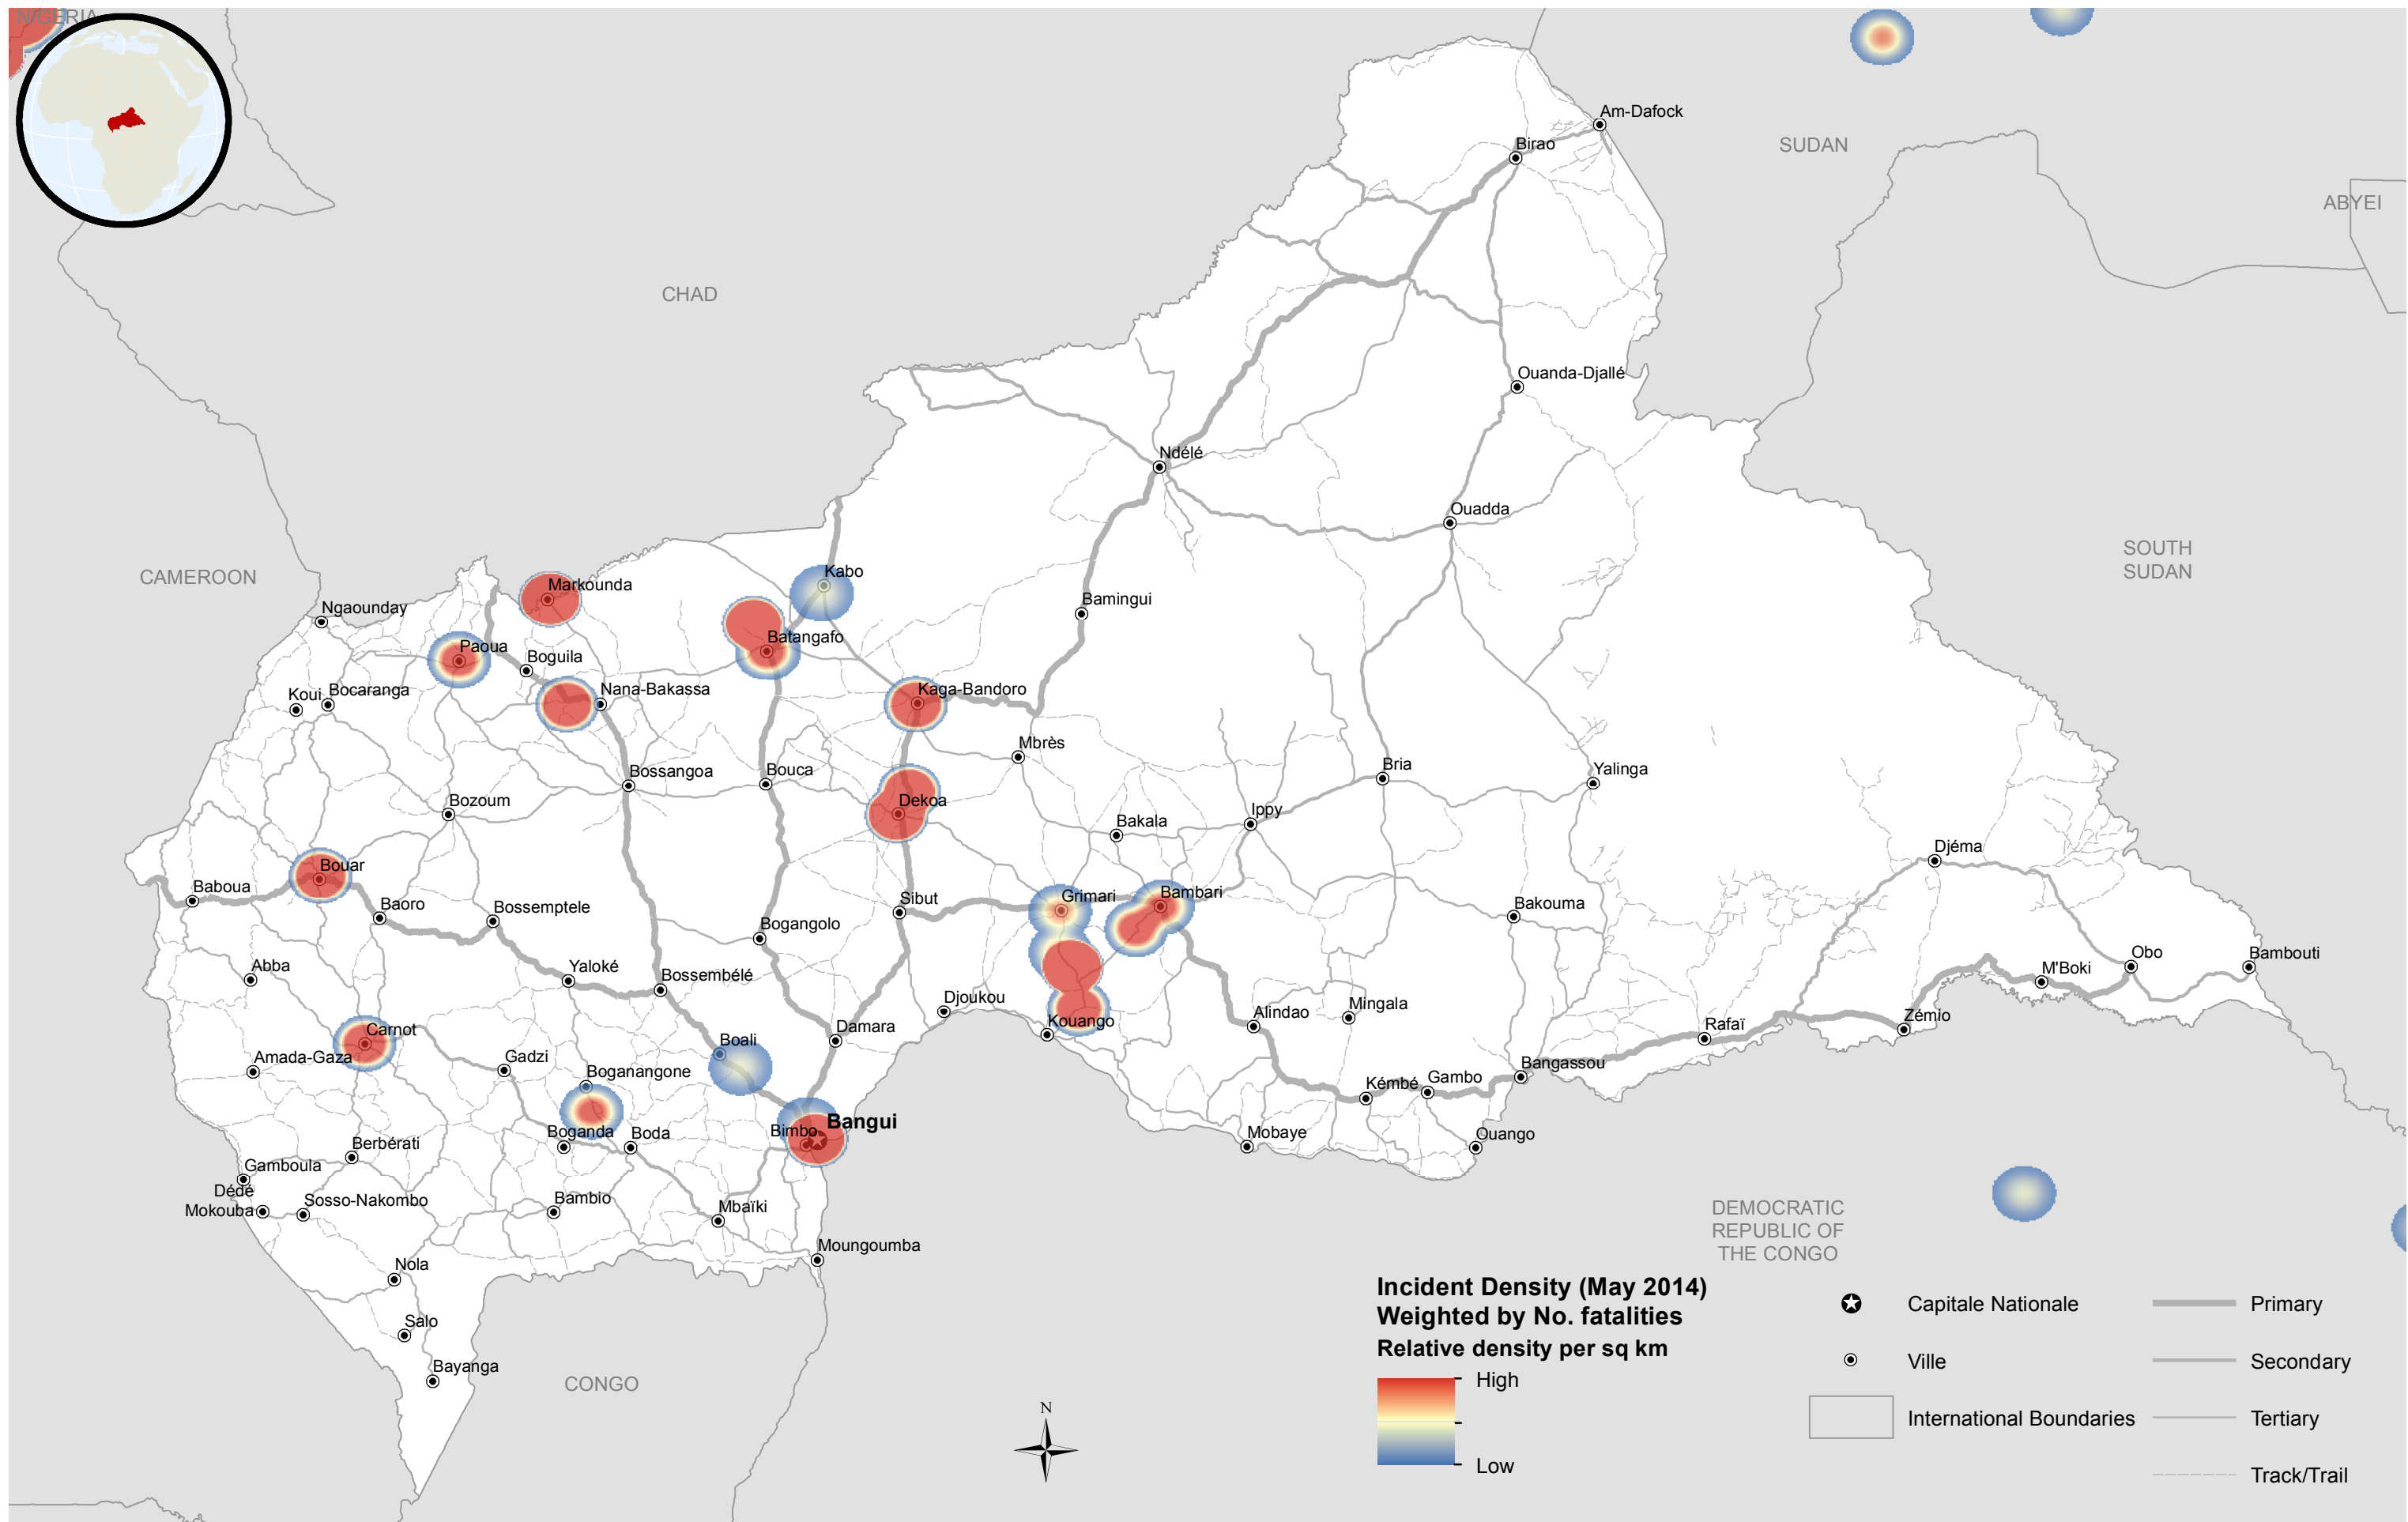 NIGERIA
Am-Dafock
Birao
SUDAN
ABYEI
CHAD
Ouanda-Djallé
Ndélé
Ouadda
SOUTH
SUDAN
CAMEROON
Kabo
Markounda
Bamingui
Ngaounday
Batangafo
Paoua
Boguila
Koui
Bocaranga
Nana-Bakassa
Kaga-Bandoro
Mbrès
Bossangoa
Bouca
Bria
Yalinga
Bozoum
Dekoa
Ippy
Bakala
Djéma
Bouar
Baboua
Grimari
Bambari
Sibut
Baoro
Bossemptele
Bakouma
Bogangolo
Obo
Bambouti
Abba
Yaloké
M'Boki
Bossembélé
Djoukou
Mingala
Alindao
Kouango
Zémio
Carnot
Damara
Rafaï
Boali
Amada-Gaza
Gadzi
Bangassou
Boganangone
Kémbé
Gambo
Bangui
Bimbo
Boganda
Boda
Mobaye
Ouango
Berbérati
Gamboula
Dédé
Mokouba
Sosso-Nakombo
Bambio
Mbaïki
DEMOCRATIC
REPUBLIC OF
THE CONGO
Moungoumba
Nola
Salo
Bayanga
CONGO
N
Incident Density (May 2014)
Weighted by No. fatalities
Relative density per sq km
High
Low
Capitale Nationale
Ville
International Boundaries
Primary
Secondary
Tertiary
Track/Trail